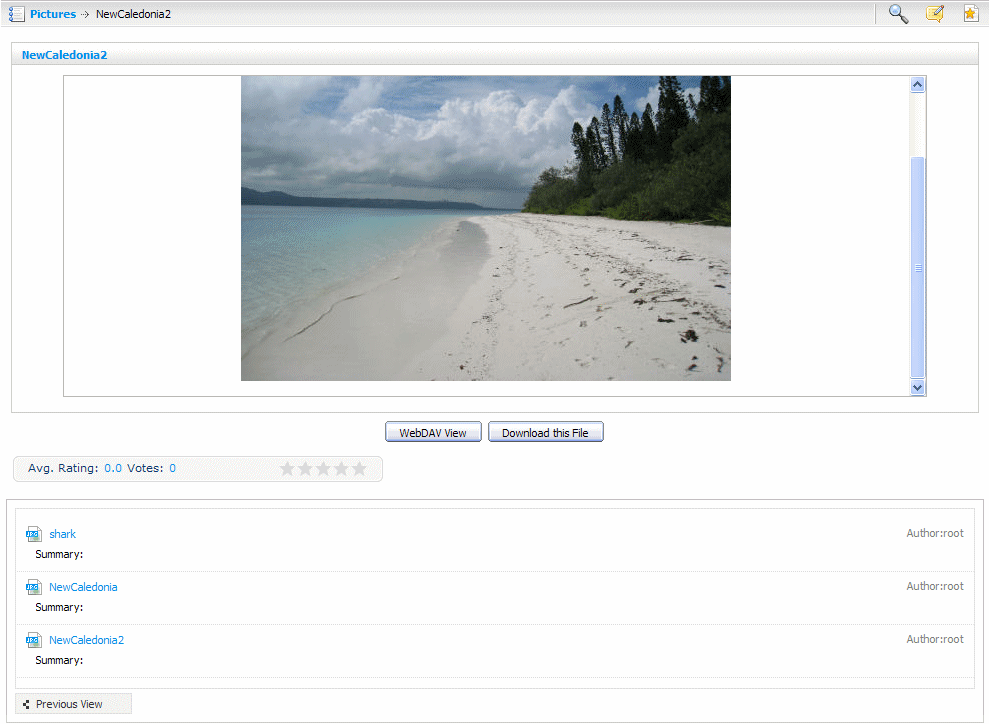 Pictures NewCaledonia2
NewCaledonia2
WebDAV View Download this File
Avg. Rating: 0.0 Votes: 0
shark Author:root
Summary:
NewCaledonia Author:root
Summary:
NewCaledonia2 Author:root
Summary:
Previous View